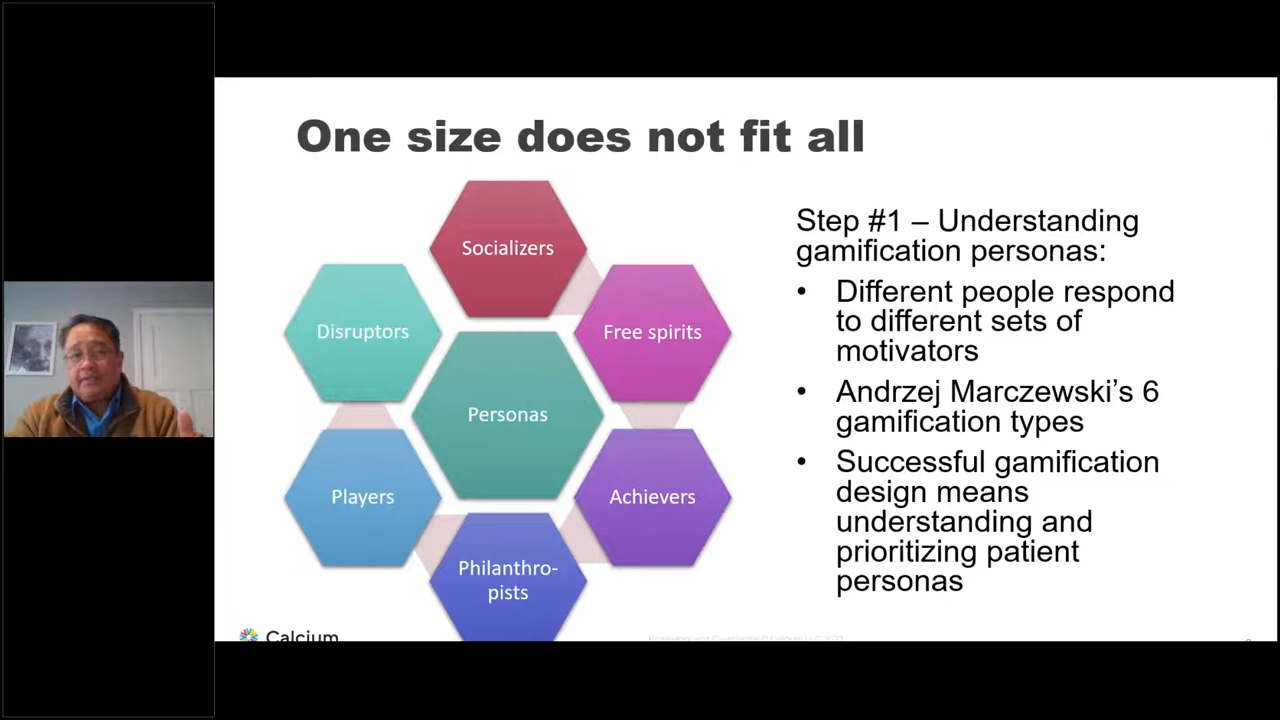 One size does not fit all
Socializers
Disruptors
Free spirits
Personas
Players
Achievers
Philanthro-
pists
Step #1 – Understanding
gamification personas:
• Different people respond
to different sets of
motivators
• Andrzej Marczewski’s 6
gamification types
• Successful gamification
design means
understanding and
prioritizing patient
personas
Calcium